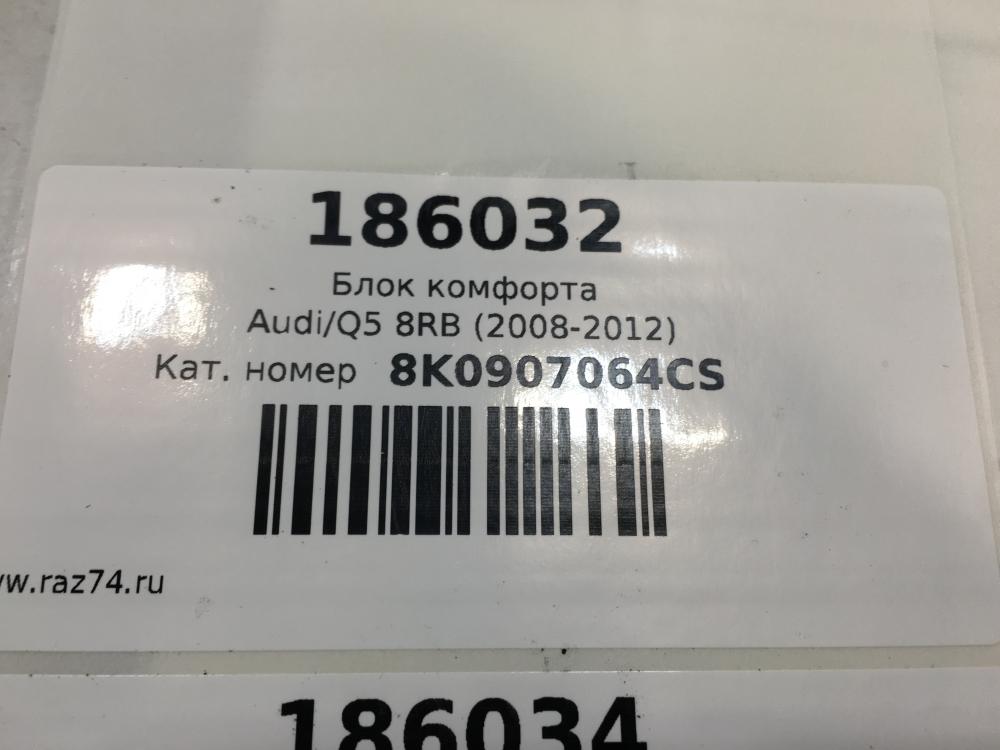 186032
Блок комфорта
Audi/Q5 8RB (2008-2012)
Кат. номер 8K0907064CS
w.raz74.ru
186034